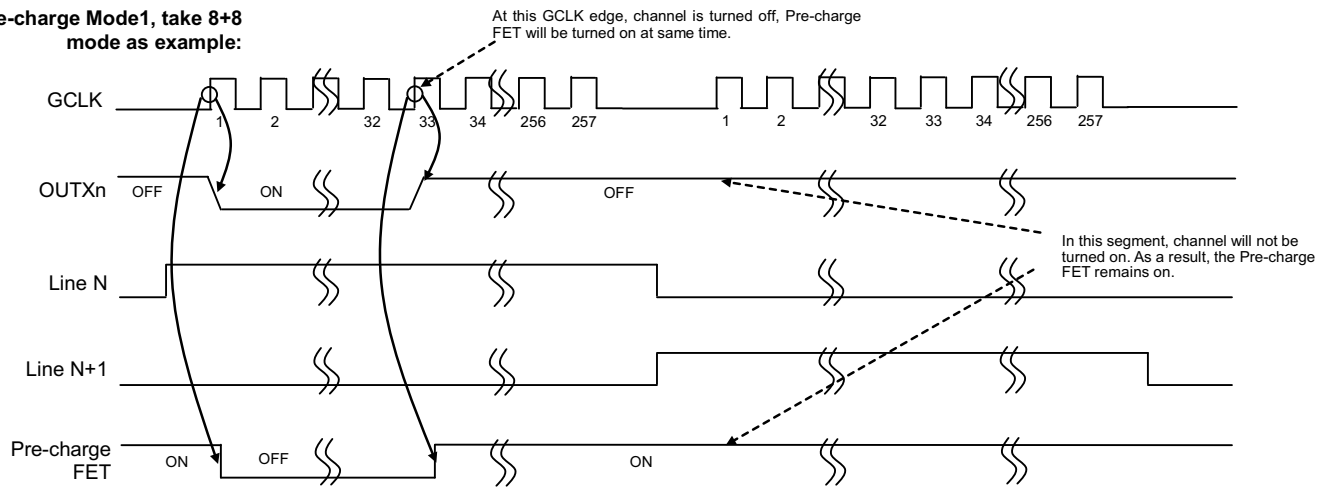 e-charge Mode1, take 8+8
mode as example:
At this GCLK edge, channel is turned off, Pre-charge
FET will be turned on at same time.
GCLK
1 2 32 33 34 256 257 1 2 32 33 34 256 257
OUTXn
OFF ON OFF
In this segment, channel will not be
turned on. As a result, the Pre-charge
FET remains on.
Line N
Line N+1
Pre-charge
FET
ON OFF ON